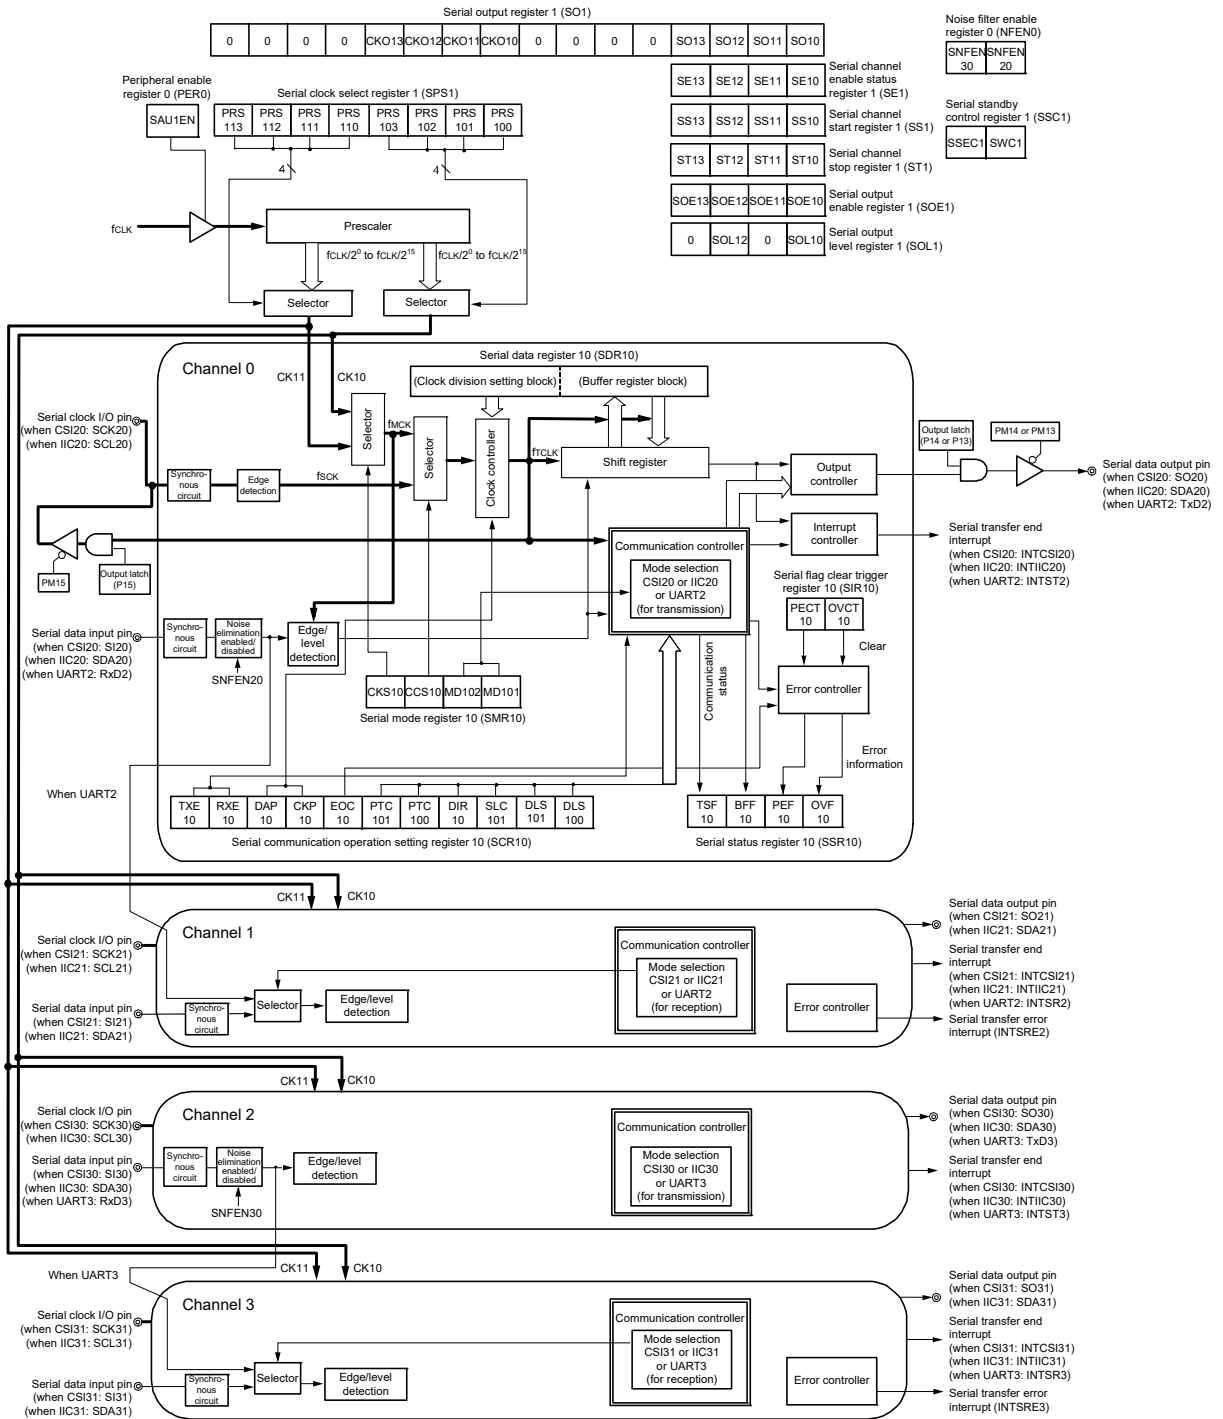 Serial output register 1 (SO1)
0 0 0 0 CKO13 CKO12 CKO11 CKO10 0 0 0 0 SO13 SO12 SO11 SO10
Noise filter enable
register 0 (NFEN0)
SNFEN SNFEN
30 20
Peripheral enable
register 0 (PER0)
SAU1EN
Serial clock select register 1 (SPS1)
PRS PRS PRS PRS PRS PRS PRS PRS
113 112 111 110 103 102 101 100
4
4
SE13 SE12 SE11 SE10
Serial channel
enable status
register 1 (SE1)
SS13 SS12 SS11 SS10
Serial channel
start register 1 (SS1)
ST13 ST12 ST11 ST10
Serial channel
stop register 1 (ST1)
SOE13 SOE12 SOE11 SOE10
Serial output
enable register 1 (SOE1)
0 SOL12 0 SOL10
Serial output
level register 1 (SOL1)
Serial standby
control register 1 (SSC1)
SSEC1 SWC1
fCLK
Prescaler
fCLK/2⁰ to fCLK/2¹⁵
fCLK/2⁰ to fCLK/2¹⁵
Selector
Selector
Channel 0
CK11
CK10
Serial data register 10 (SDR10)
(Clock division setting block)
(Buffer register block)
Serial clock I/O pin
(when CSI20: SCK20)
(when IIC20: SCL20)
Selector
fMCK
Selector
Clock controller
fTCLK
Shift register
Synchro-
nous
circuit
Edge
detection
fSCK
Output
controller
Output latch
(P14 or P13)
PM14 or PM13
Serial data output pin
(when CSI20: SO20)
(when IIC20: SDA20)
(when UART2: TxD2)
Interrupt
controller
Serial transfer end
interrupt
(when CSI20: INTCSI20)
(when IIC20: INTIIC20)
(when UART2: INTST2)
PM15
Output latch
(P15)
Communication controller
Mode selection
CSI20 or IIC20
or UART2
(for transmission)
Serial flag clear trigger
register 10 (SIR10)
PECT OVCT
10 10
Clear
Serial data input pin
(when CSI20: SI20)
(when IIC20: SDA20)
(when UART2: RxD2)
Synchro-
nous
circuit
Noise
elimination
enabled/
disabled
SNFEN20
Edge/
level
detection
CKS10 CCS10 MD102 MD101
Serial mode register 10 (SMR10)
Communication
status
Error controller
Error
information
When UART2
TXE RXE DAP CKP EOC PTC PTC DIR SLC DLS DLS
10 10 10 10 10 101 100 10 101 101 100
Serial communication operation setting register 10 (SCR10)
TSF BFF PEF OVF
10 10 10 10
Serial status register 10 (SSR10)
CK11
CK10
Channel 1
Serial clock I/O pin
(when CSI21: SCK21)
(when IIC21: SCL21)
Serial data input pin
(when CSI21: SI21)
(when IIC21: SDA21)
Synchro-
nous
circuit
Selector
Edge/level
detection
Communication controller
Mode selection
CSI21 or IIC21
or UART2
(for reception)
Error controller
Serial data output pin
(when CSI21: SO21)
(when IIC21: SDA21)
Serial transfer end
interrupt
(when CSI21: INTCSI21)
(when IIC21: INTIIC21)
(when UART2: INTSR2)
Serial transfer error
interrupt (INTSRE2)
CK11
CK10
Channel 2
Serial clock I/O pin
(when CSI30: SCK30)
(when IIC30: SCL30)
Serial data input pin
(when CSI30: SI30)
(when IIC30: SDA30)
(when UART3: RxD3)
Synchro-
nous
circuit
Noise
elimination
enabled/
disabled
SNFEN30
Edge/level
detection
Communication controller
Mode selection
CSI30 or IIC30
or UART3
(for transmission)
Serial data output pin
(when CSI30: SO30)
(when IIC30: SDA30)
(when UART3: TxD3)
Serial transfer end
interrupt
(when CSI30: INTCSI30)
(when IIC30: INTIIC30)
(when UART3: INTST3)
When UART3
CK11
CK10
Channel 3
Serial clock I/O pin
(when CSI31: SCK31)
(when IIC31: SCL31)
Serial data input pin
(when CSI31: SI31)
(when IIC31: SDA31)
Synchro-
nous
circuit
Selector
Edge/level
detection
Communication controller
Mode selection
CSI31 or IIC31
or UART3
(for reception)
Error controller
Serial data output pin
(when CSI31: SO31)
(when IIC31: SDA31)
Serial transfer end
interrupt
(when CSI31: INTCSI31)
(when IIC31: INTIIC31)
(when UART3: INTSR3)
Serial transfer error
interrupt (INTSRE3)